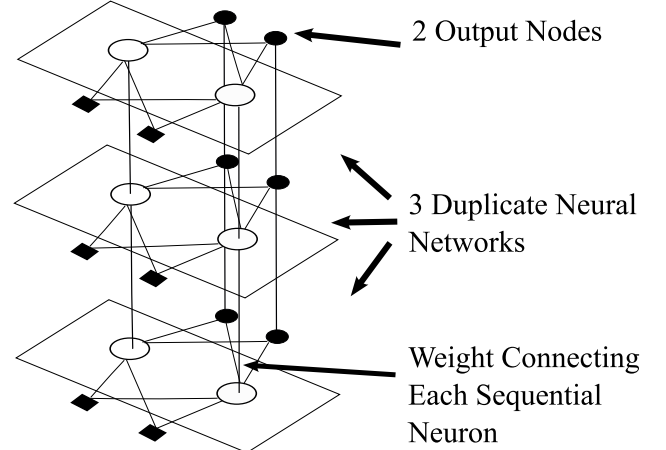 2 Output Nodes
3 Duplicate Neural
Networks
Weight Connecting
Each Sequential
Neuron